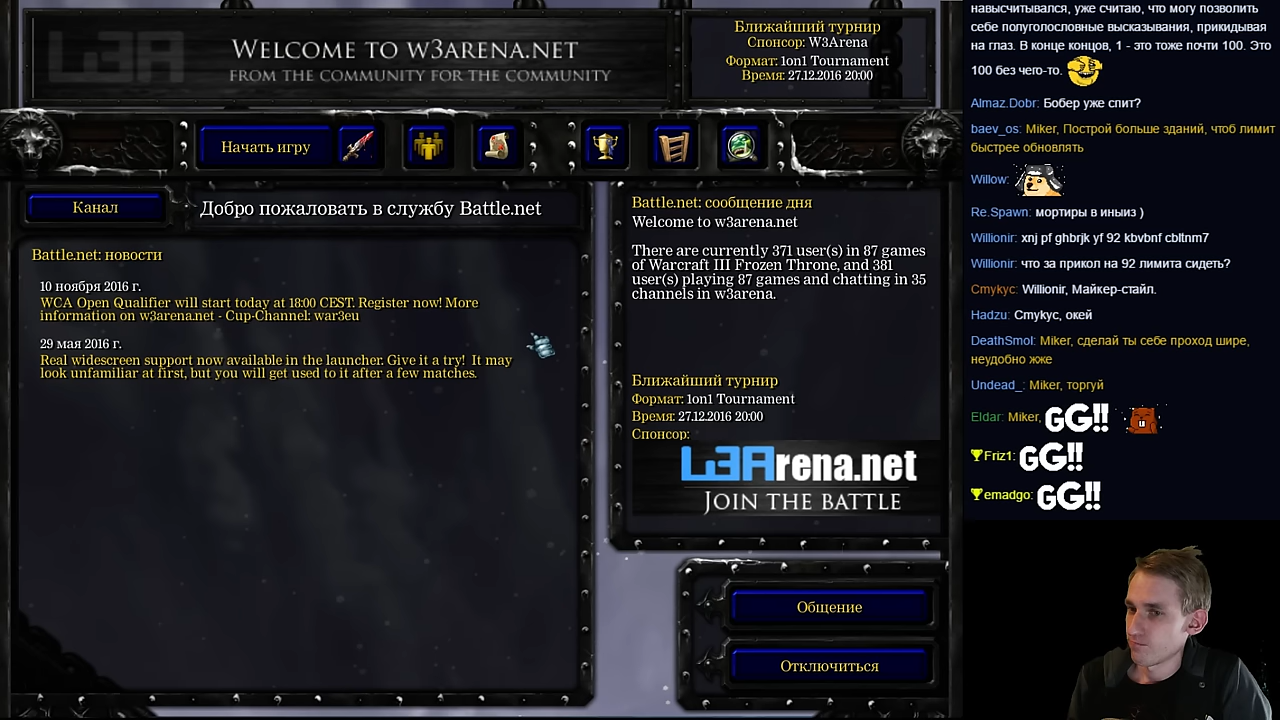 W3A
WELCOME TO W3ARENA.NET
FROM THE COMMUNITY FOR THE COMMUNITY
Ближайший турнир
Спонсор: W3Arena
Формат: 1on1 Tournament
Время: 27.12.2016 20:00
Начать игру
Канал
Добро пожаловать в службу Battle.net
Battle.net: новости
10 ноября 2016 г.
WCA Open Qualifier will start today at 18:00 CEST. Register now! More
information on w3arena.net - Cup-Channel: war3eu
29 мая 2016 г.
Real widescreen support now available in the launcher. Give it a try! It may
look unfamiliar at first, but you will get used to it after a few matches.
Battle.net: сообщение дня
Welcome to w3arena.net
There are currently 371 user(s) in 87 games
of Warcraft III Frozen Throne, and 381
user(s) playing 87 games and chatting in 35
channels in w3arena.
Ближайший турнир
Формат: 1on1 Tournament
Время: 27.12.2016 20:00
Спонсор:
W3Arena.net
JOIN THE BATTLE
Общение
Отключиться
навысчитывался, уже считаю, что могу позволить
себе полуголословные высказывания, прикидывая
на глаз. В конце концов, 1 - это тоже почти 100. Это
100 без чего-то.
Almaz.Dobr: Бобер уже спит?
baev_os: Miker, Построй больше зданий, чтоб лимит
быстрее обновлять
Willow:
Re.Spawn: мортиры в иныиз )
Willionir: xnj pf ghbrjk yf 92 kbvbnf cbltnm7
Willionir: что за прикол на 92 лимита сидеть?
Cmykyc: Willionir, Майкер-стайл.
Hadzu: Cmykyc, окей
DeathSmol: Miker, сделай ты себе проход шире,
неудобно жже
Undead_: Miker, торгуй
Eldar: Miker, GG!!
Friz1: GG!!
emadgo: GG!!